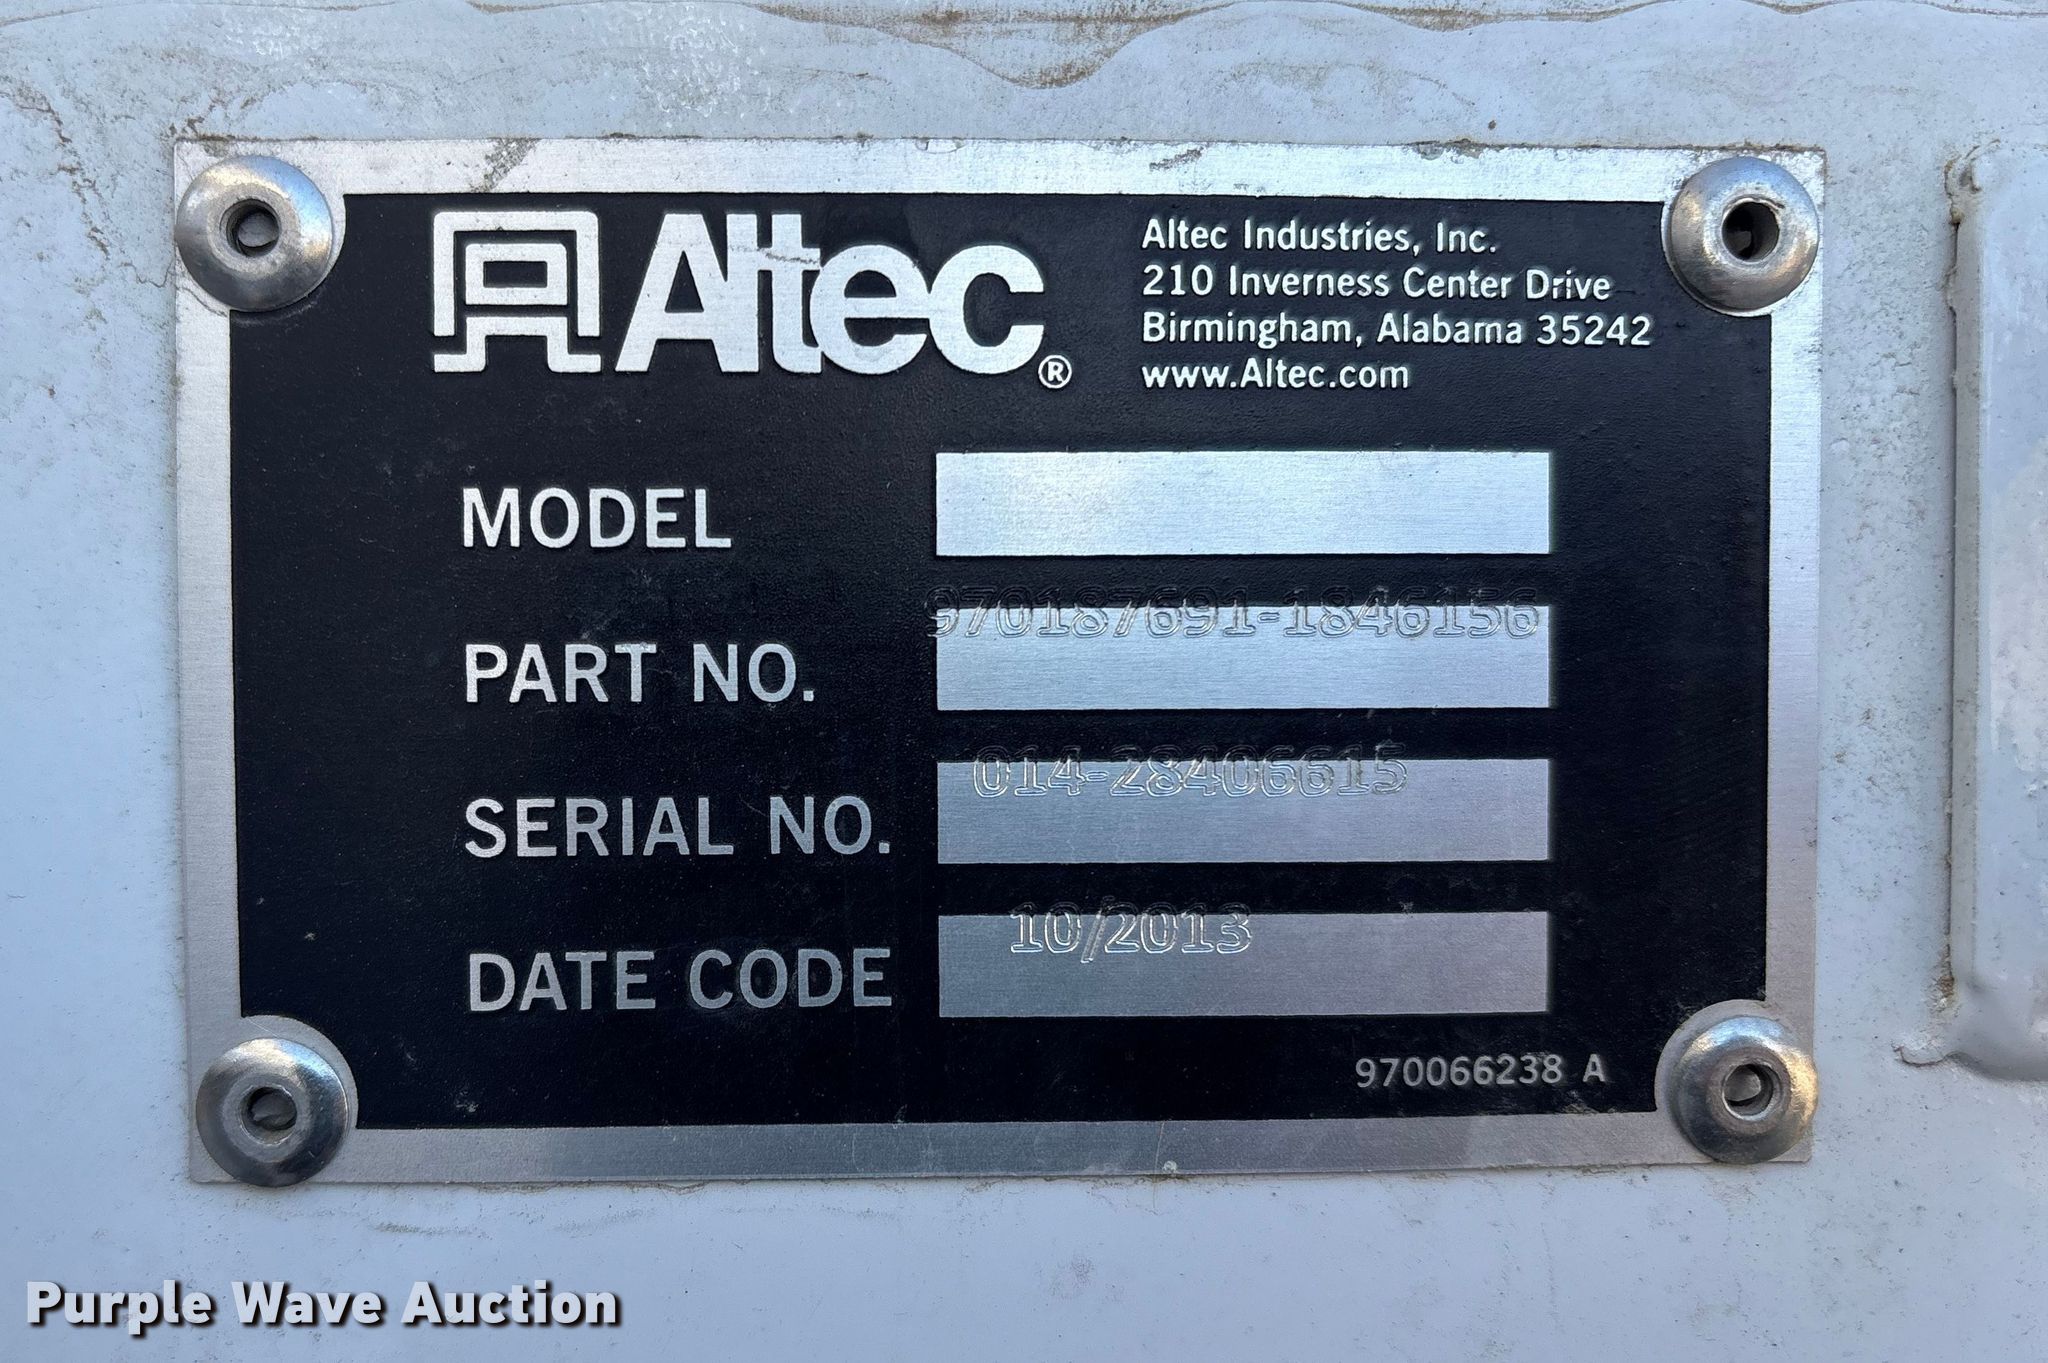 Altec®
Altec Industries, Inc.
210 Inverness Center Drive
Birmingham, Alabama 35242
www.Altec.com
MODEL
PART NO. 970187691-1846156
SERIAL NO. 014-28406615
DATE CODE 10/2013
970066238 A
Purple Wave Auction